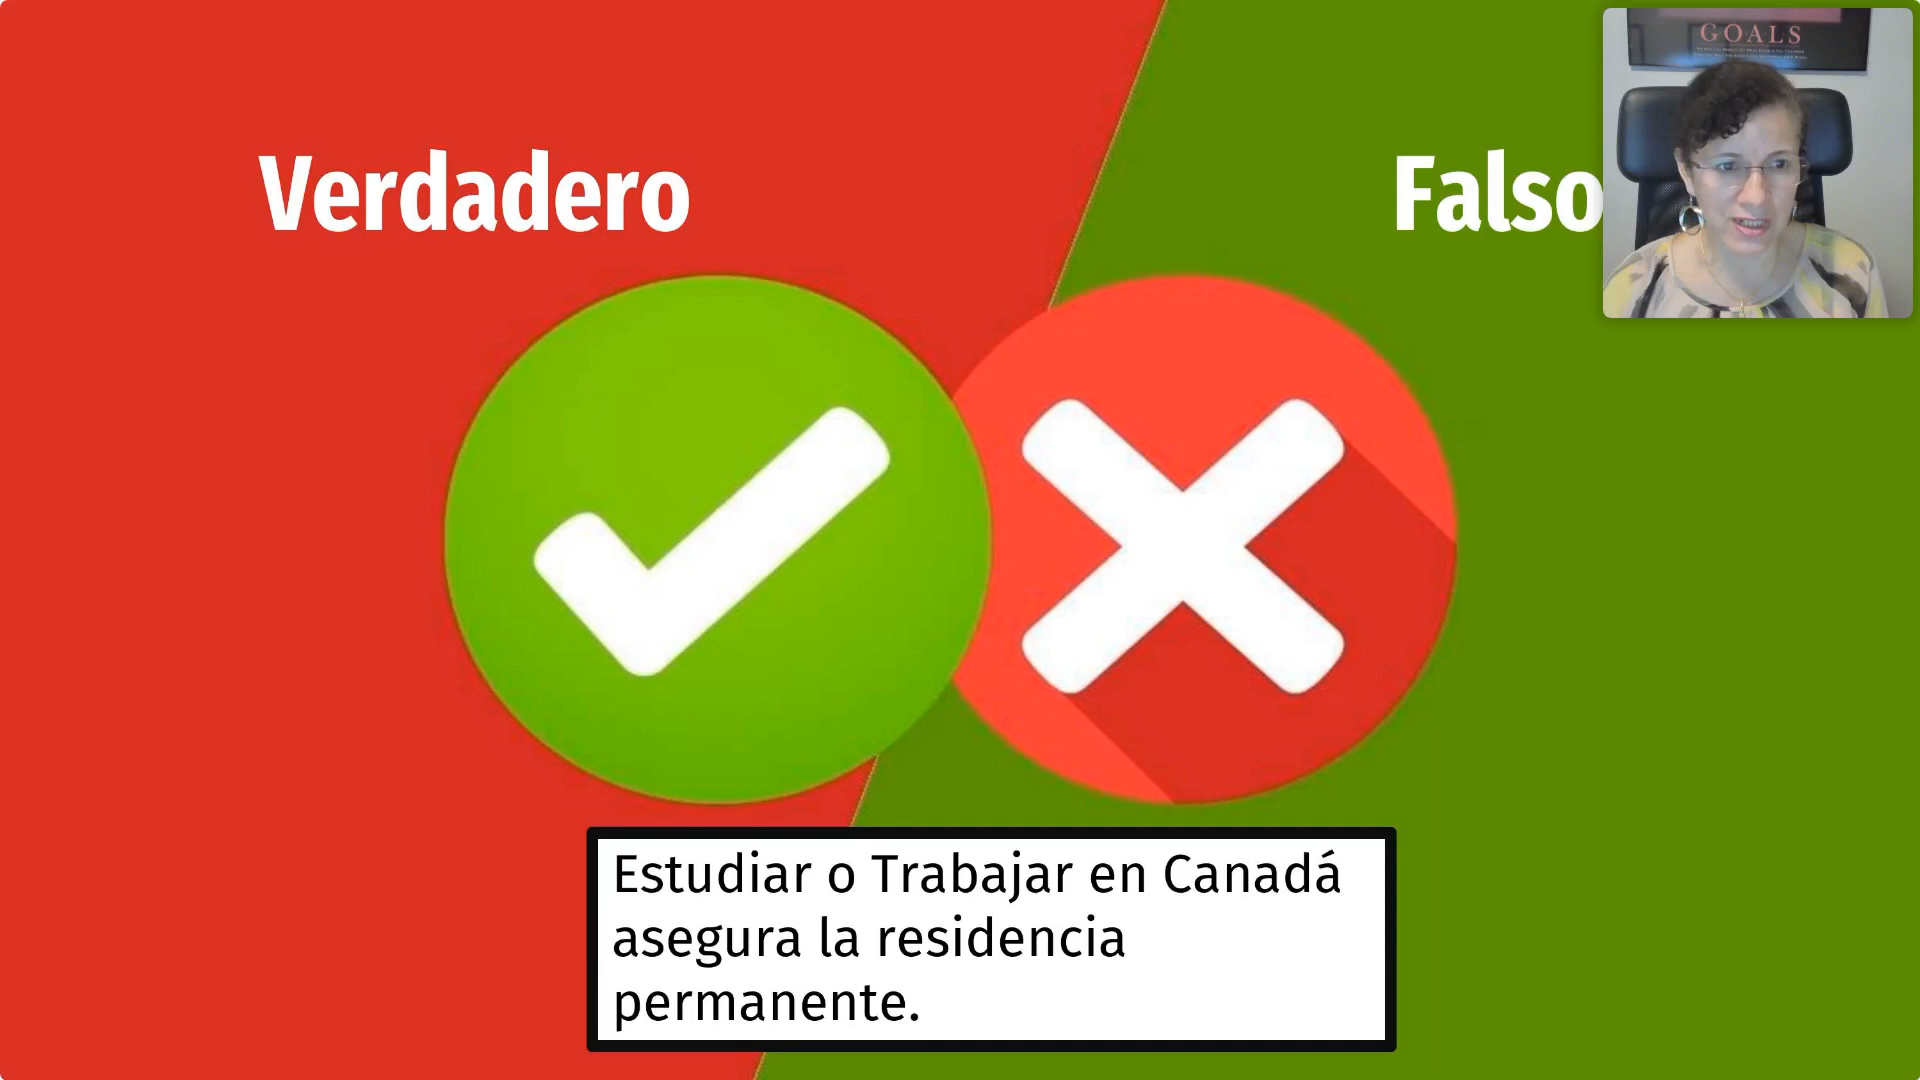 Verdadero
Falso
GOALS
Estudiar o Trabajar en Canadá
asegura la residencia
permanente.